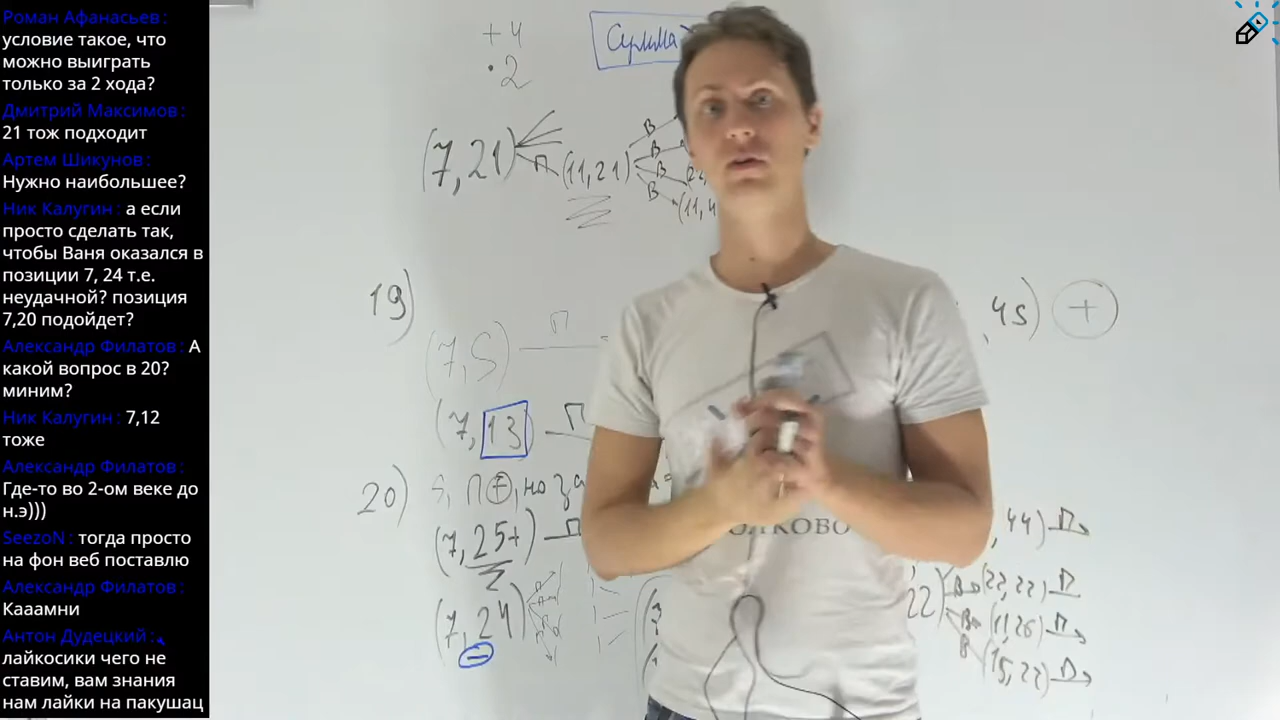 Роман Афанасьев :
условие такое, что
можно выиграть
только за 2 хода?
Дмитрий Максимов :
21 тож подходит
Артем Шикунов :
Нужно наибольшее?
Ник Калугин : а если
просто сделать так,
чтобы Ваня оказался в
позиции 7, 24 т.е.
неудачной? позиция
7,20 подойдет?
Александр Филатов : А
какой вопрос в 20?
миним?
Ник Калугин : 7,12
тоже
Александр Филатов :
Где-то во 2-ом веке до
н.э)))
SeezoN : тогда просто
на фон веб поставлю
Александр Филатов :
Кааамни
Антон Дудецкий :
лайкосики чего не
ставим, вам знания
нам лайки на пакушац
+4
·2
Сумма
(7,21) П (11,21) В В В В
19)
(7,S) П , 4s) +
(7, 13) П
20) S, П +, но за
(7, 25+) П , 44) П
(7, 24) 22) В (22,22) П
В (11,26) П
В (15,22) П